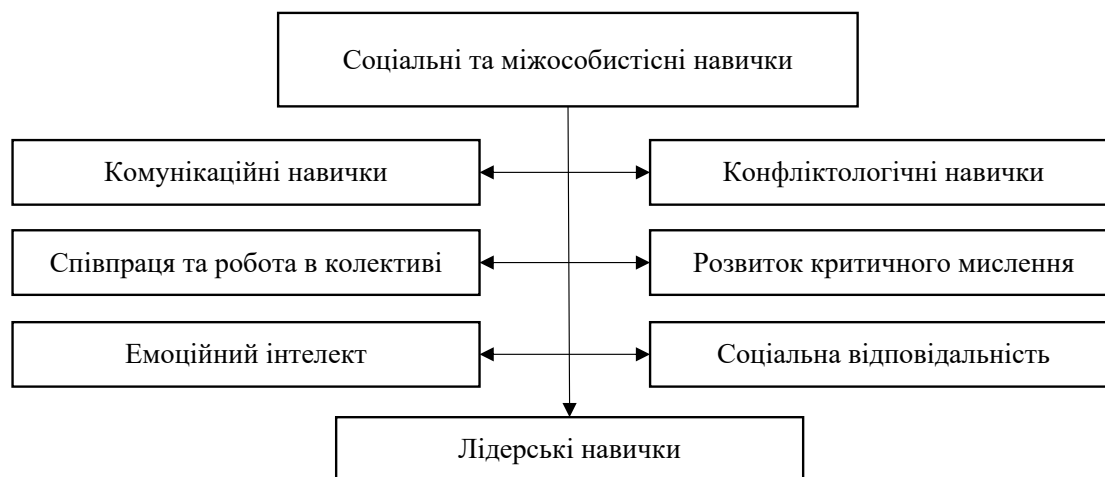 Соціальні та міжособистісні навички
Комунікаційні навички
Конфліктологічні навички
Співпраця та робота в колективі
Розвиток критичного мислення
Емоційний інтелект
Соціальна відповідальність
Лідерські навички